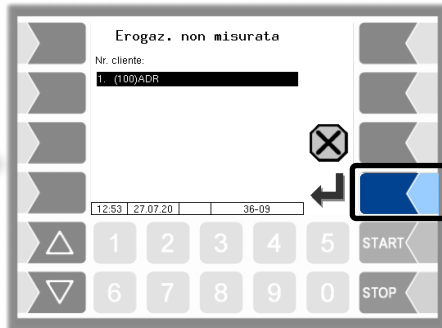 Erogaz. non misurata
Nr. cliente:
1. (100)ADR
12:53 27.07.20 36-09
1 2 3 4 5 START
6 7 8 9 0 STOP